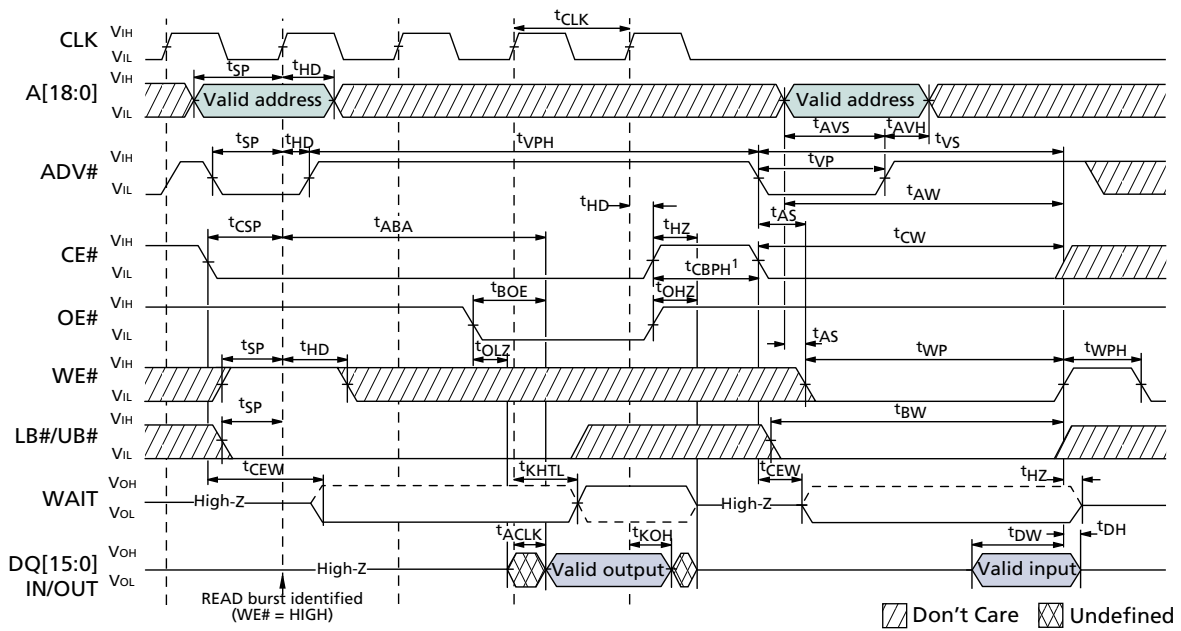 tCLK
CLK VIH
VIL
tSP tHD
A[18:0] VIH
VIL
Valid address Valid address
tAVS tAVH
tSP tHD tVPH tVS
ADV# VIH
VIL
tVP
tAW
tHD tAS
tCSP tABA tHZ tCW
CE# VIH
VIL
tCBPH1
tBOE tOHZ
OE# VIH
VIL
tAS
tOLZ
tSP tHD tWP tWPH
WE# VIH
VIL
tSP tBW
LB#/UB# VIH
VIL
tCEW tKHTL tCEW tHZ
WAIT VOH
VOL
High-Z High-Z
tACLK tKOH tDW tDH
DQ[15:0]
IN/OUT
VOH
VOL
High-Z Valid output Valid input
READ burst identified
(WE# = HIGH)
Don't Care Undefined